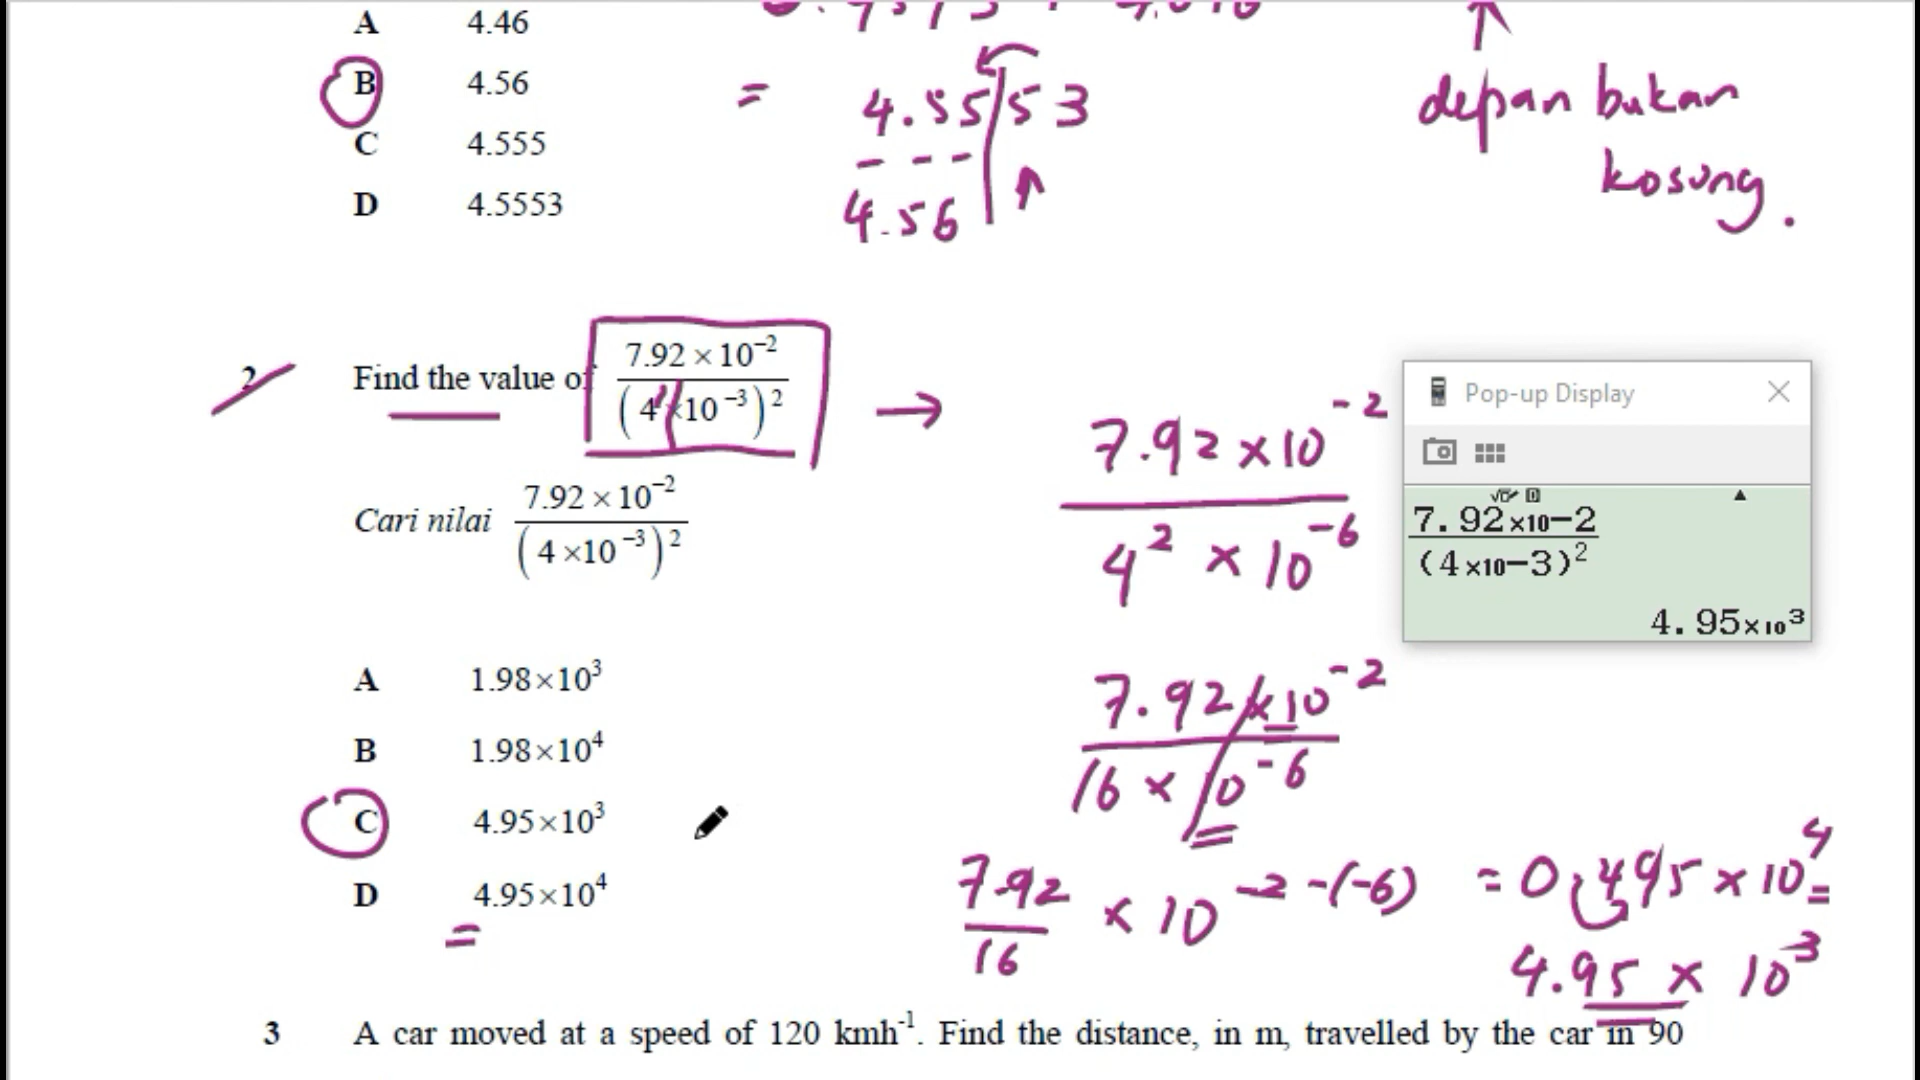 A 4.46
B 4.56
C 4.555
D 4.5553
= 4.55/53
4.56
depan bukan
kosong.
2 Find the value of 7.92 × 10⁻² / (4 × 10⁻³)²
Cari nilai 7.92 × 10⁻² / (4 × 10⁻³)²
→ 7.92 × 10⁻² / 4² × 10⁻⁶
Pop-up Display
7.92×10−2 / (4×10−3)²
4.95×10³
A 1.98×10³
B 1.98×10⁴
C 4.95×10³
D 4.95×10⁴
=
7.92 × 10⁻² / 16 × 10⁻⁶
7.92 / 16 × 10⁻²⁻⁽⁻⁶⁾ = 0.495 × 10⁴
4.95 × 10³
3 A car moved at a speed of 120 kmh⁻¹. Find the distance, in m, travelled by the car in 90